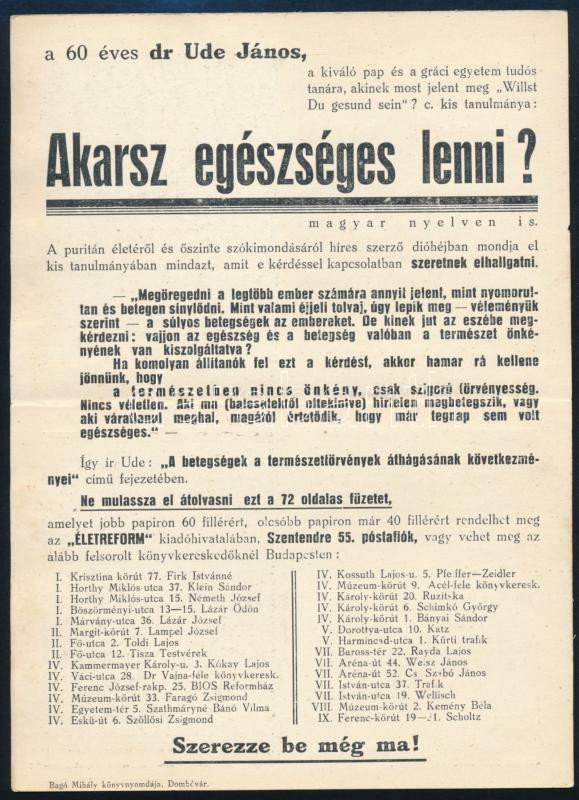 a 60 éves dr Ude János,
a kiváló pap és a gráci egyetem tudós
tanára, akinek most jelent meg „Willst
Du gesund sein"? c. kis tanulmánya:
Akarsz egészséges lenni?
magyar nyelven is.
A puritán életéről és őszinte szókimondásáról híres szerző dióhéjban mondja el
kis tanulmányában mindazt, amit e kérdéssel kapcsolatban szeretnek elhallgatni.
— „Megöregedni a legtöbb ember számára annyit jelent, mint nyomorul-
tan és betegen sínylődni. Mint valami éjjeli tolvaj, úgy lepik meg — véleményük
szerint — a súlyos betegségek az embereket. De kinek jut az eszébe meg-
kérdezni: vajjon az egészség és a betegség valóban a természet önké-
nyének van kiszolgáltatva?
Ha komolyan állítanók fel ezt a kérdést, akkor hamar rá kellene
jönnünk, hogy
a természetben nincs önkény, csak szigorú törvényesség.
Nincs véletlen. Aki ma (balesetektől eltekintve) hirtelen megbetegszik, vagy
aki váratlanul meghal, magától értetődik, hogy már tegnap sem volt
egészséges." —
Így ír Ude: „A betegségek a természettörvények áthágásának következmé-
nyei" című fejezetében.
Ne mulassza el átolvasni ezt a 72 oldalas füzetet,
amelyet jobb papiron 60 fillérért, olcsóbb papiron már 40 fillérért rendelhet meg
az „ÉLETREFORM" kiadóhivatalában, Szentendre 55. póstafiók, vagy vehet meg az
alább felsorolt könyvkereskedőknél Budapesten:
I. Krisztina körút 77. Firk Istvánné
I. Horthy Miklós-utca 37. Klein Sándor
I. Horthy Miklós-utca 15. Németh József
I. Böszörményi-utca 13—15. Lázár Ödön
I. Márvány-utca 36. Lázár József
II. Margit-körút 7. Lampel József
II. Fő-utca 2. Toldi Lajos
II. Fő-utca 12. Tisza Testvérek
IV. Kammermayer Károly-u. 3. Kókay Lajos
IV. Váci-utca 28. Dr Vajna-féle könyvkeresk.
IV. Ferenc József-rakp. 25. BIOS Reformház
IV. Múzeum-körút 33. Faragó Zsigmond
IV. Egyetem-tér 5. Szathmáryné Bánó Vilma
IV. Eskü-út 6. Szőllősi Zsigmond
IV. Kossuth Lajos-u. 5. Pfeiffer—Zeidler
IV. Múzeum-körút 9. Acél-féle könyvkeresk.
IV. Károly-körút 20. Ruzitska
IV. Károly-körút 6. Schimkó György
IV. Károly-körút 1. Bányai Sándor
V. Dorottya-utca 10. Katz
V. Harmincad-utca 1. Kürti trafik
VII. Baross-tér 22. Rayda Lajos
VII. Aréna-út 44. Weisz János
VII. Aréna-út 52. Cs. Szabó János
VII. István-utca 37. Trafik
VII. István-út 19. Wellisch
VIII. Múzeum-körút 2. Kemény Béla
IX. Ferenc-körút 19—21. Scholtz
Szerezze be még ma!
Bagó Mihály könyvnyomdája, Dombóvár.